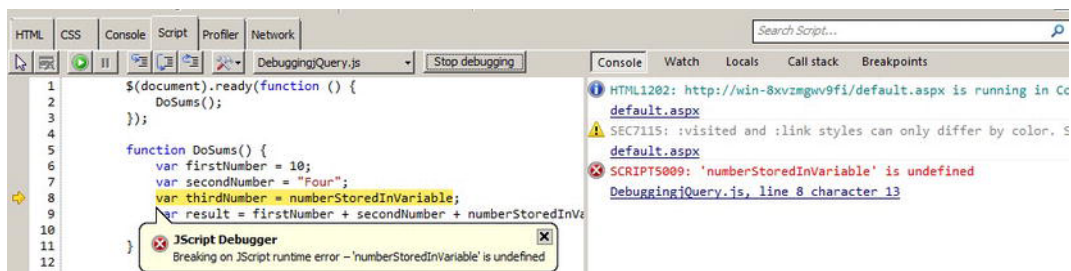 HTML CSS Console Script Profiler Network Search Script...
DebuggingjQuery.js Stop debugging Console Watch Locals Call stack Breakpoints
1 $(document).ready(function () {
2 DoSums();
3 });
4
5 function DoSums() {
6 var firstNumber = 10;
7 var secondNumber = "Four";
8 var thirdNumber = numberStoredInVariable;
9 var result = firstNumber + secondNumber + numberStoredInVa
10
11 }
12
JScript Debugger
Breaking on JScript runtime error – 'numberStoredInVariable' is undefined
HTML1202: http://win-8xvzmgwv9fi/default.aspx is running in Co
default.aspx
SEC7115: :visited and :link styles can only differ by color. S
default.aspx
SCRIPT5009: 'numberStoredInVariable' is undefined
DebuggingjQuery.js, line 8 character 13